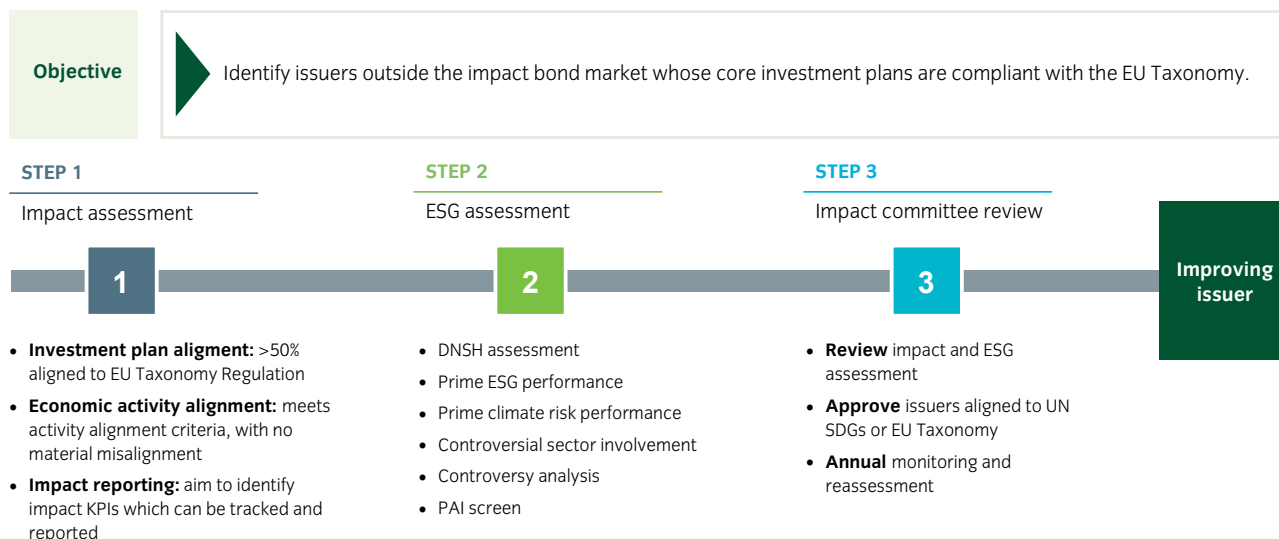 Objective
Identify issuers outside the impact bond market whose core investment plans are compliant with the EU Taxonomy.
STEP 1
Impact assessment
STEP 2
ESG assessment
STEP 3
Impact committee review
1
2
3
Improving
issuer
• Investment plan aligment: >50%
aligned to EU Taxonomy Regulation
• Economic activity alignment: meets
activity alignment criteria, with no
material misalignment
• Impact reporting: aim to identify
impact KPIs which can be tracked and
reported
• DNSH assessment
• Prime ESG performance
• Prime climate risk performance
• Controversial sector involvement
• Controversy analysis
• PAI screen
• Review impact and ESG
assessment
• Approve issuers aligned to UN
SDGs or EU Taxonomy
• Annual monitoring and
reassessment